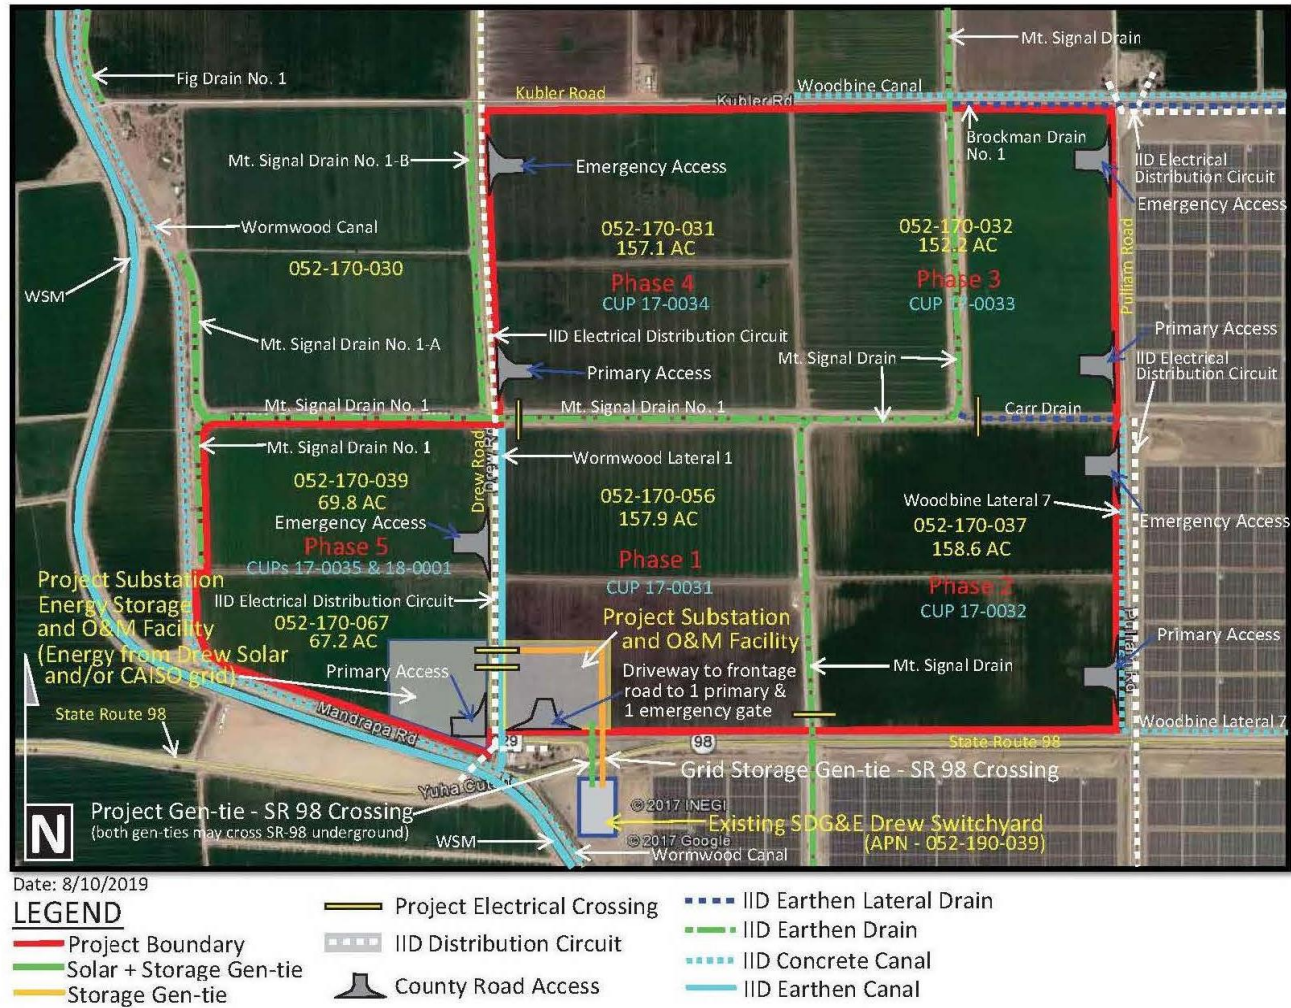 Mt. Signal Drain
Fig Drain No. 1
Kubler Road
Kubler Rd
Woodbine Canal
Mt. Signal Drain No. 1-B
Emergency Access
Brockman Drain
No. 1
IID Electrical
Distribution Circuit
Emergency Access
Wormwood Canal
052-170-031
157.1 AC
052-170-032
152.2 AC
052-170-030
Phase 4
CUP 17-0034
Phase 3
CUP 17-0033
Pulliam Road
WSM
IID Electrical Distribution Circuit
Mt. Signal Drain No. 1-A
Primary Access
Mt. Signal Drain
Primary Access
IID Electrical
Distribution Circuit
Mt. Signal Drain No. 1
Mt. Signal Drain No. 1
Carr Drain
Mt. Signal Drain No. 1
Drew Road
Drew Rd
Wormwood Lateral 1
052-170-039
69.8 AC
052-170-056
157.9 AC
Woodbine Lateral 7
052-170-037
158.6 AC
Emergency Access
Emergency Access
Phase 5
CUPs 17-0035 & 18-0001
Phase 1
CUP 17-0031
Phase 2
CUP 17-0032
Project Substation
Energy Storage
and O&M Facility
(Energy from Drew Solar
and/or CAISO grid)
IID Electrical Distribution Circuit
052-170-067
67.2 AC
Project Substation
and O&M Facility
Primary Access
Driveway to frontage
road to 1 primary &
1 emergency gate
Mt. Signal Drain
Primary Access
State Route 98
Mandrapa Rd
29
98
State Route 98
Woodbine Lateral 7
Grid Storage Gen-tie - SR 98 Crossing
Project Gen-tie - SR 98 Crossing
(both gen-ties may cross SR-98 underground)
© 2017 INEGI
Existing SDG&E Drew Switchyard
(APN - 052-190-039)
© 2017 Google
WSM
Wormwood Canal
N
Date: 8/10/2019
LEGEND
Project Boundary
Solar + Storage Gen-tie
Storage Gen-tie
Project Electrical Crossing
IID Distribution Circuit
County Road Access
IID Earthen Lateral Drain
IID Earthen Drain
IID Concrete Canal
IID Earthen Canal